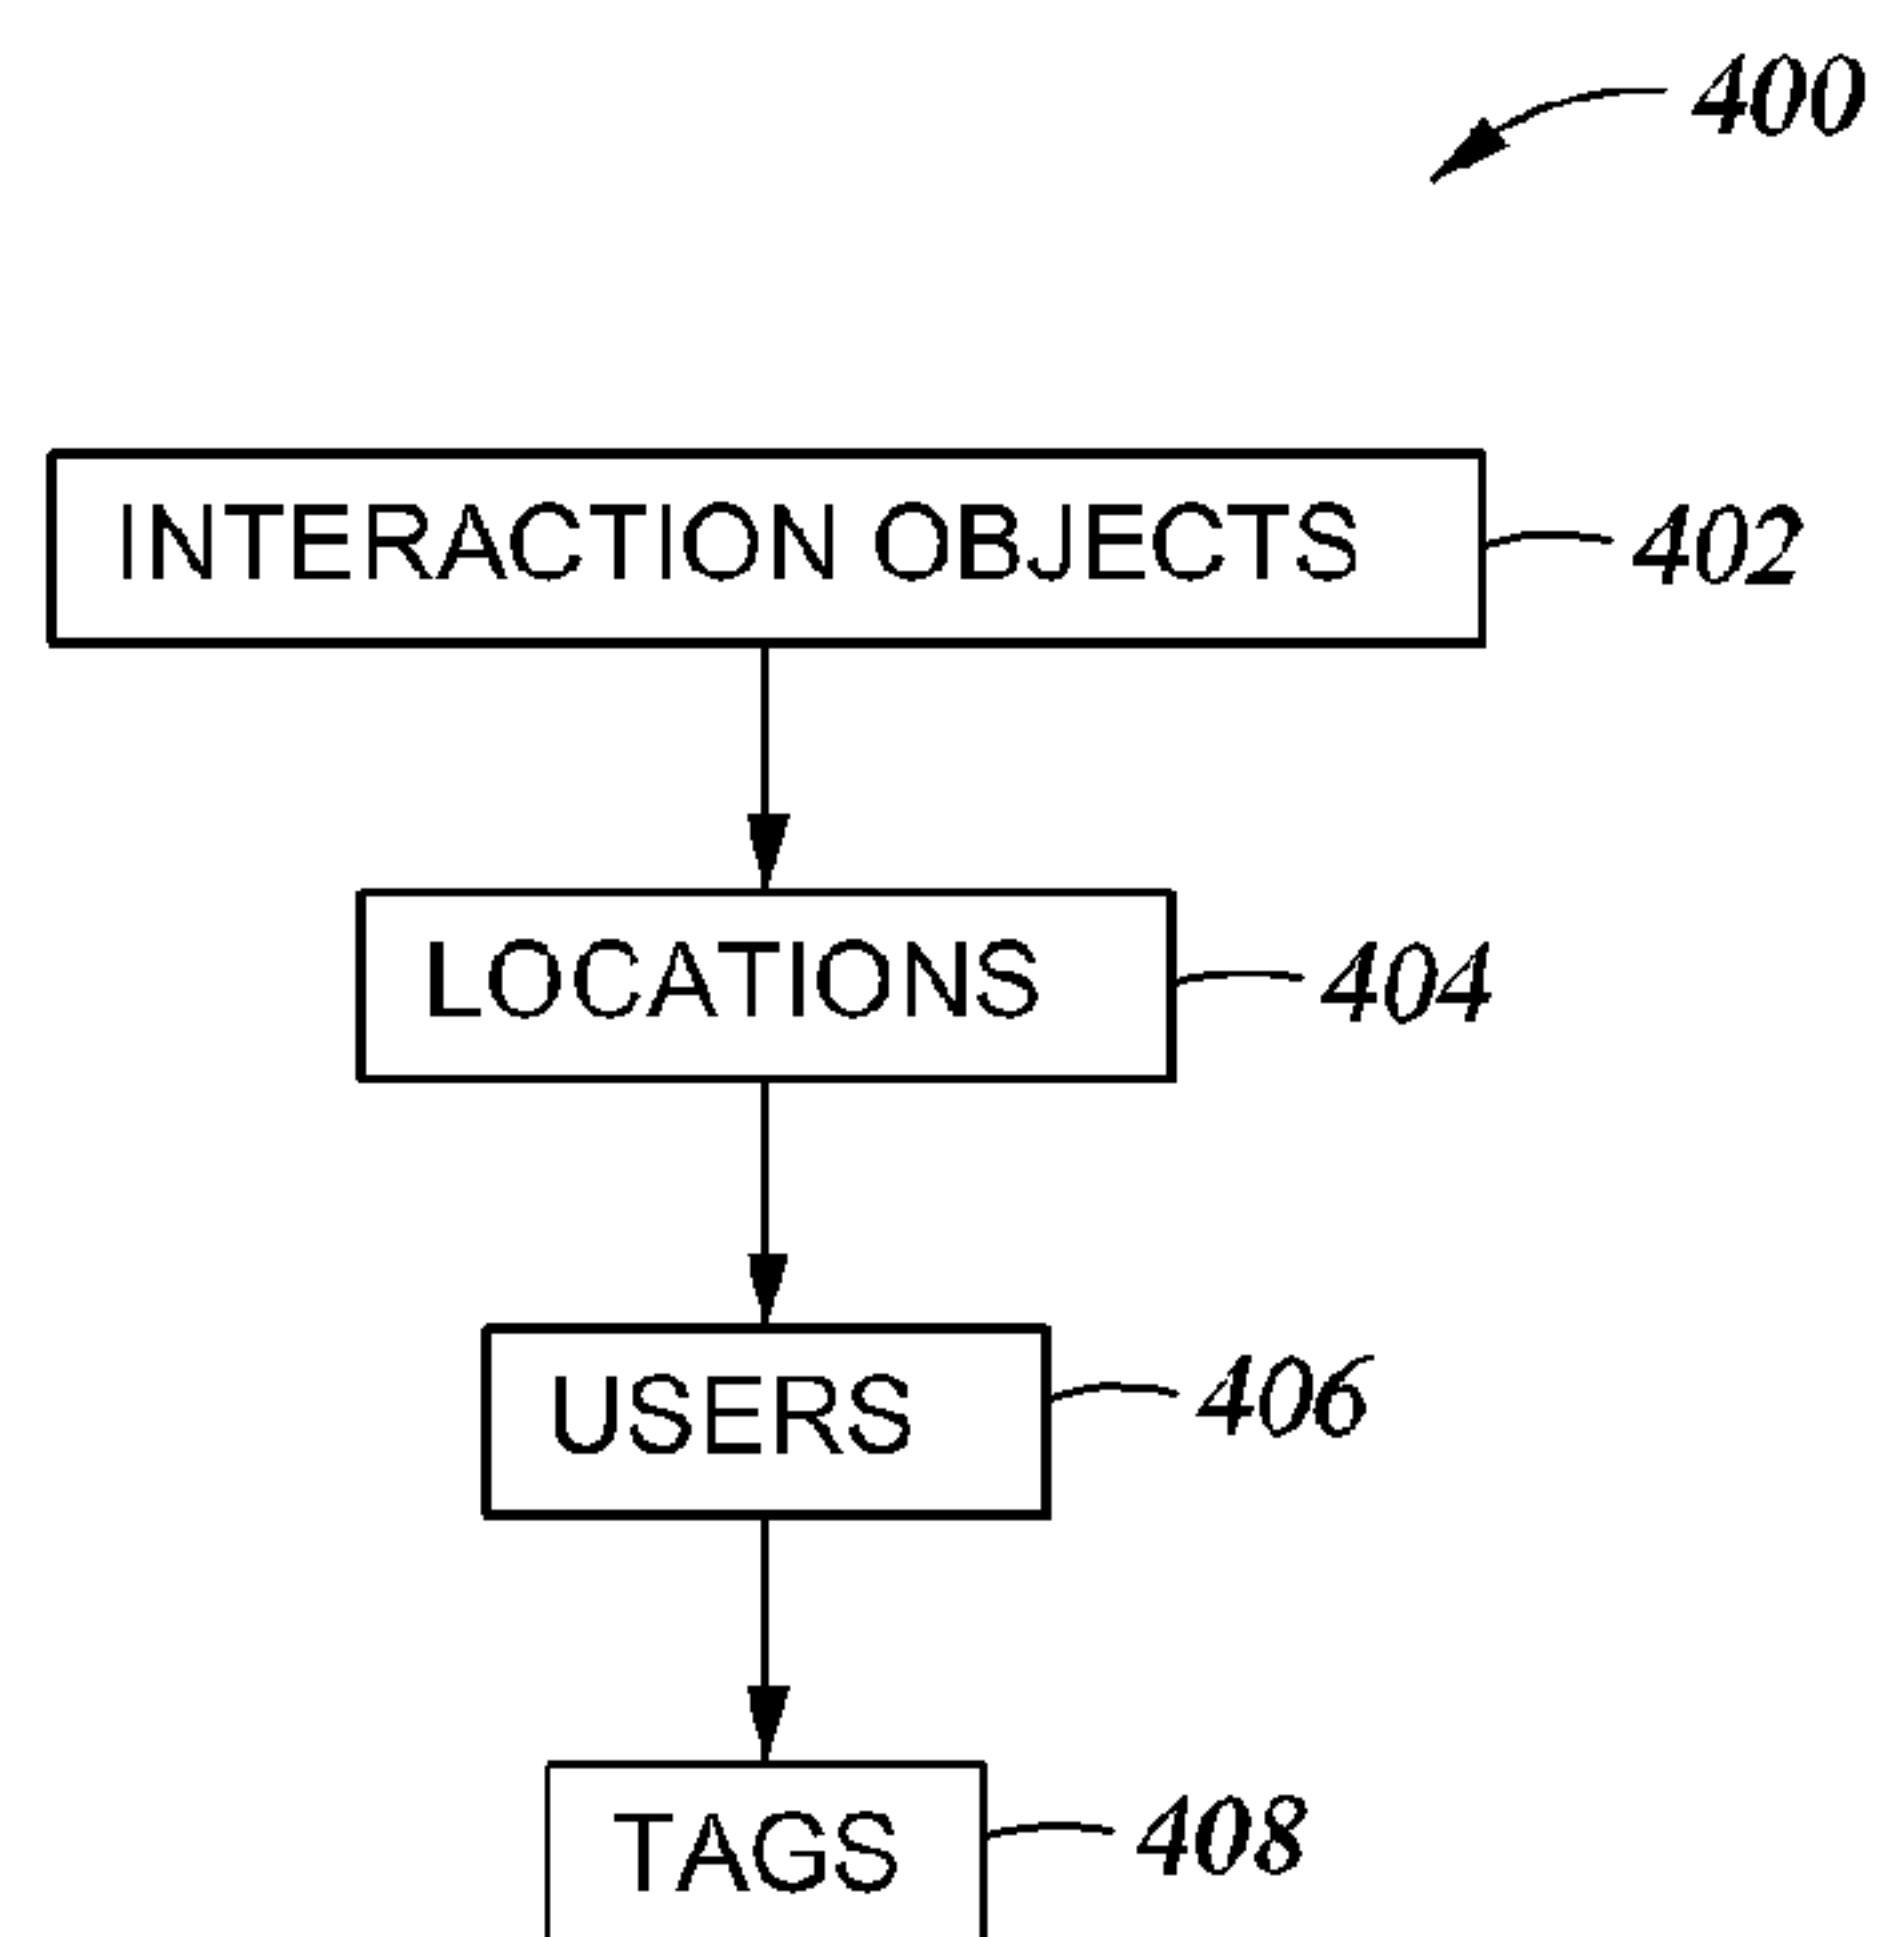 400
INTERACTION OBJECTS 402
LOCATIONS 404
USERS 406
TAGS 408